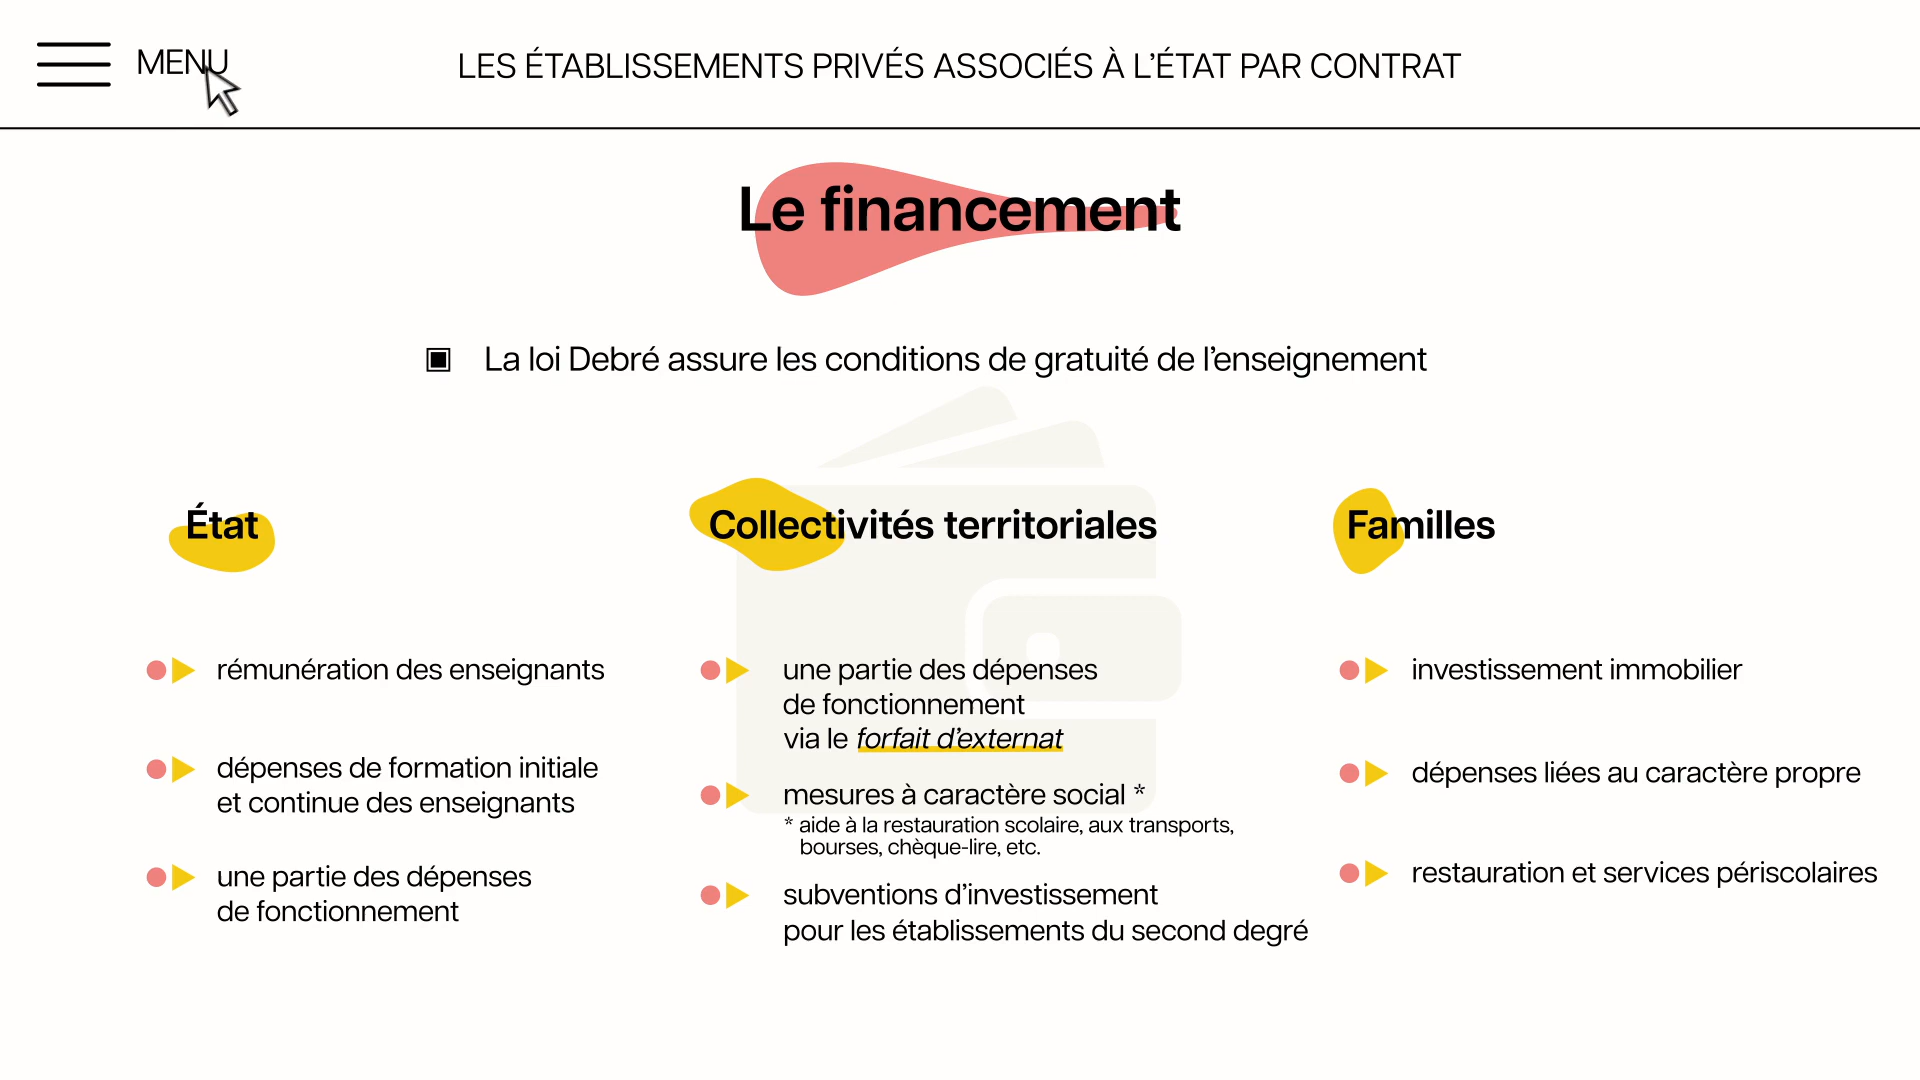 MENU
LES ÉTABLISSEMENTS PRIVÉS ASSOCIÉS À L’ÉTAT PAR CONTRAT
Le financement
La loi Debré assure les conditions de gratuité de l’enseignement
État
rémunération des enseignants
dépenses de formation initiale
et continue des enseignants
une partie des dépenses
de fonctionnement
Collectivités territoriales
une partie des dépenses
de fonctionnement
via le forfait d’externat
mesures à caractère social *
* aide à la restauration scolaire, aux transports,
bourses, chèque-lire, etc.
subventions d’investissement
pour les établissements du second degré
Familles
investissement immobilier
dépenses liées au caractère propre
restauration et services périscolaires